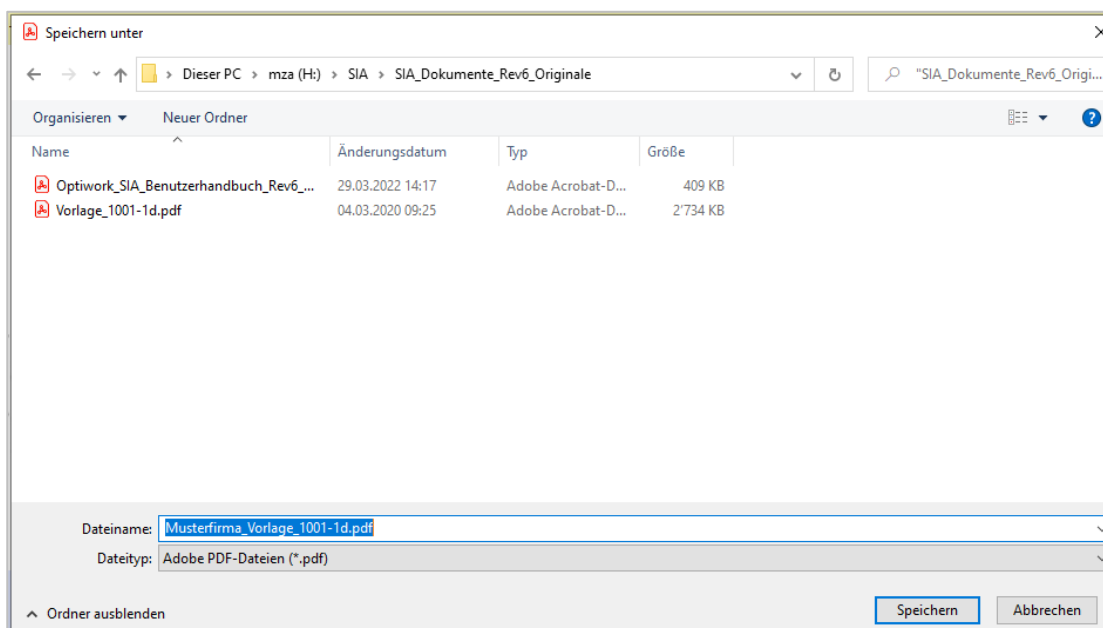 Speichern unter
Dieser PC > mza (H:) > SIA > SIA_Dokumente_Rev6_Originale
"SIA_Dokumente_Rev6_Origi...
Organisieren
Neuer Ordner
?
Name Änderungsdatum Typ Größe
Optiwork_SIA_Benutzerhandbuch_Rev6_... 29.03.2022 14:17 Adobe Acrobat-D... 409 KB
Vorlage_1001-1d.pdf 04.03.2020 09:25 Adobe Acrobat-D... 2'734 KB
Dateiname: Musterfirma_Vorlage_1001-1d.pdf
Dateityp: Adobe PDF-Dateien (*.pdf)
Ordner ausblenden
Speichern
Abbrechen